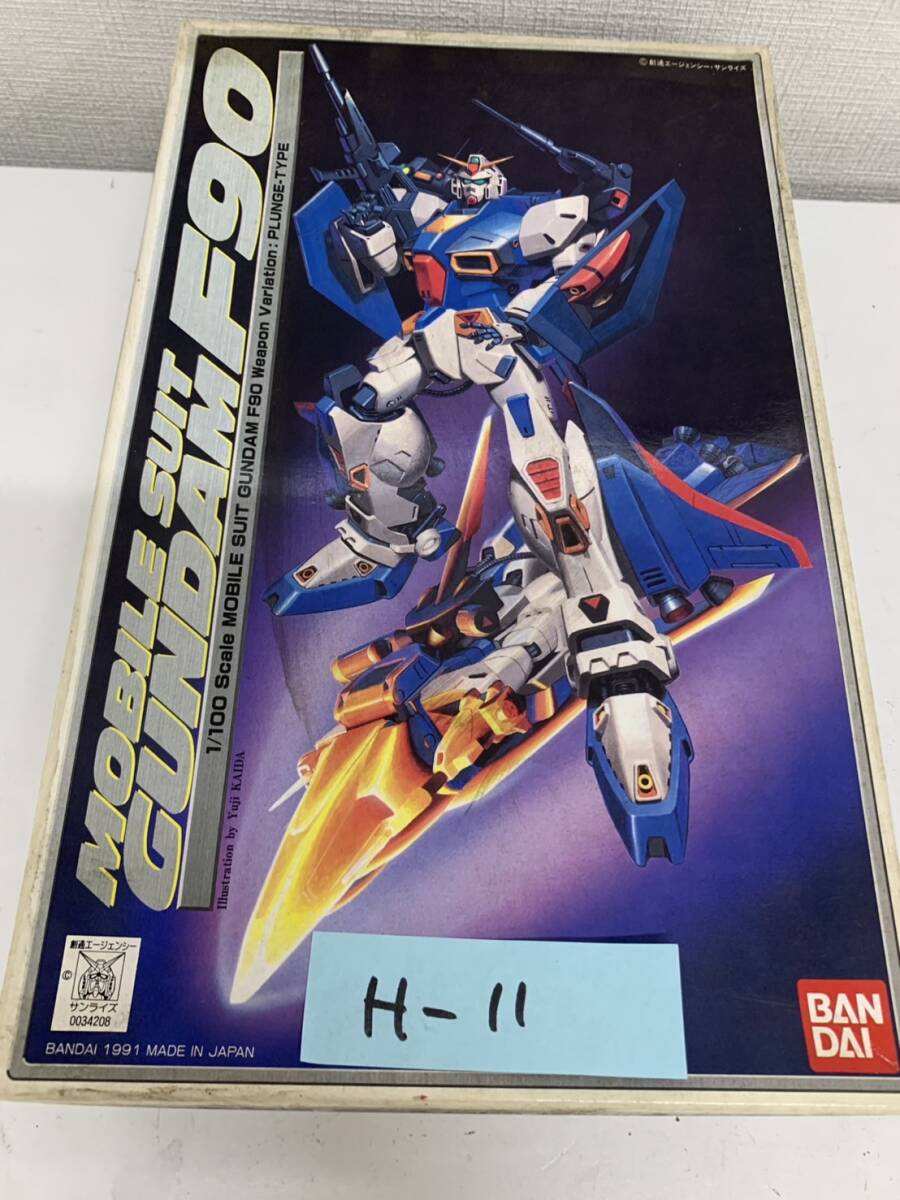 © 創通エージェンシー・サンライズ
MOBILE SUIT
GUNDAM F90
1/100 Scale MOBILE SUIT GUNDAM F90 Weapon Variation: PLUNGE-TYPE
Illustration by Yuji KAIDA
創通エージェンシー
©
サンライズ
0034208
BANDAI 1991 MADE IN JAPAN
H-11
BAN
DAI